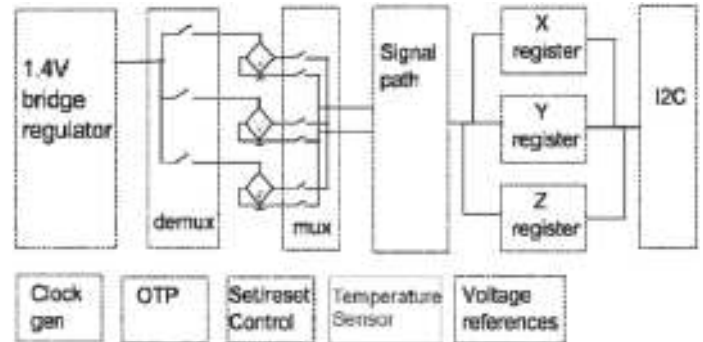 1.4V
bridge
regulator
demux
mux
Signal
path
X
register
Y
register
Z
register
I2C
Clock
gen
OTP
Set/reset
Control
Temperature
Sensor
Voltage
references